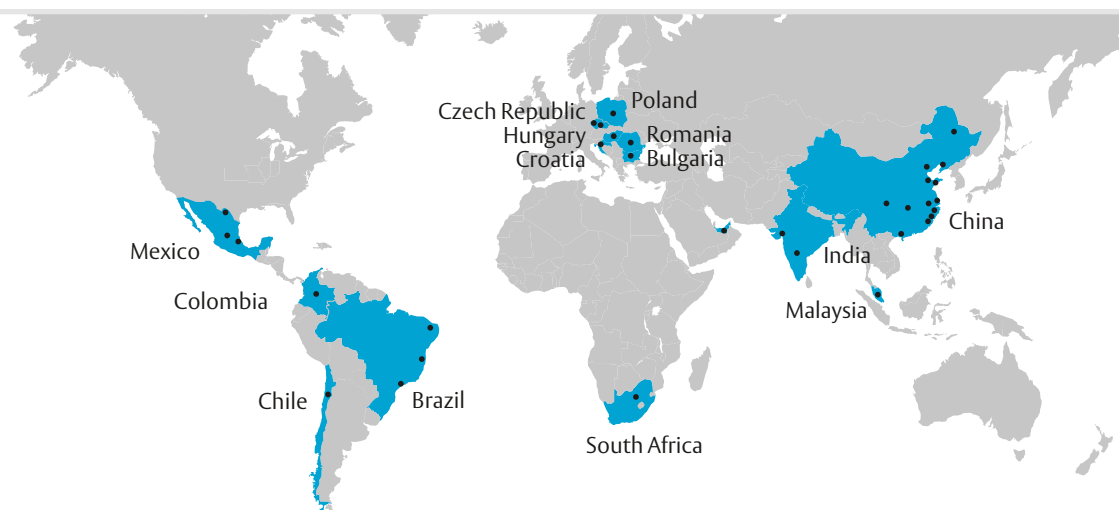 Czech Republic
Poland
Hungary
Romania
Croatia
Bulgaria
China
Mexico
India
Colombia
Malaysia
Chile
Brazil
South Africa